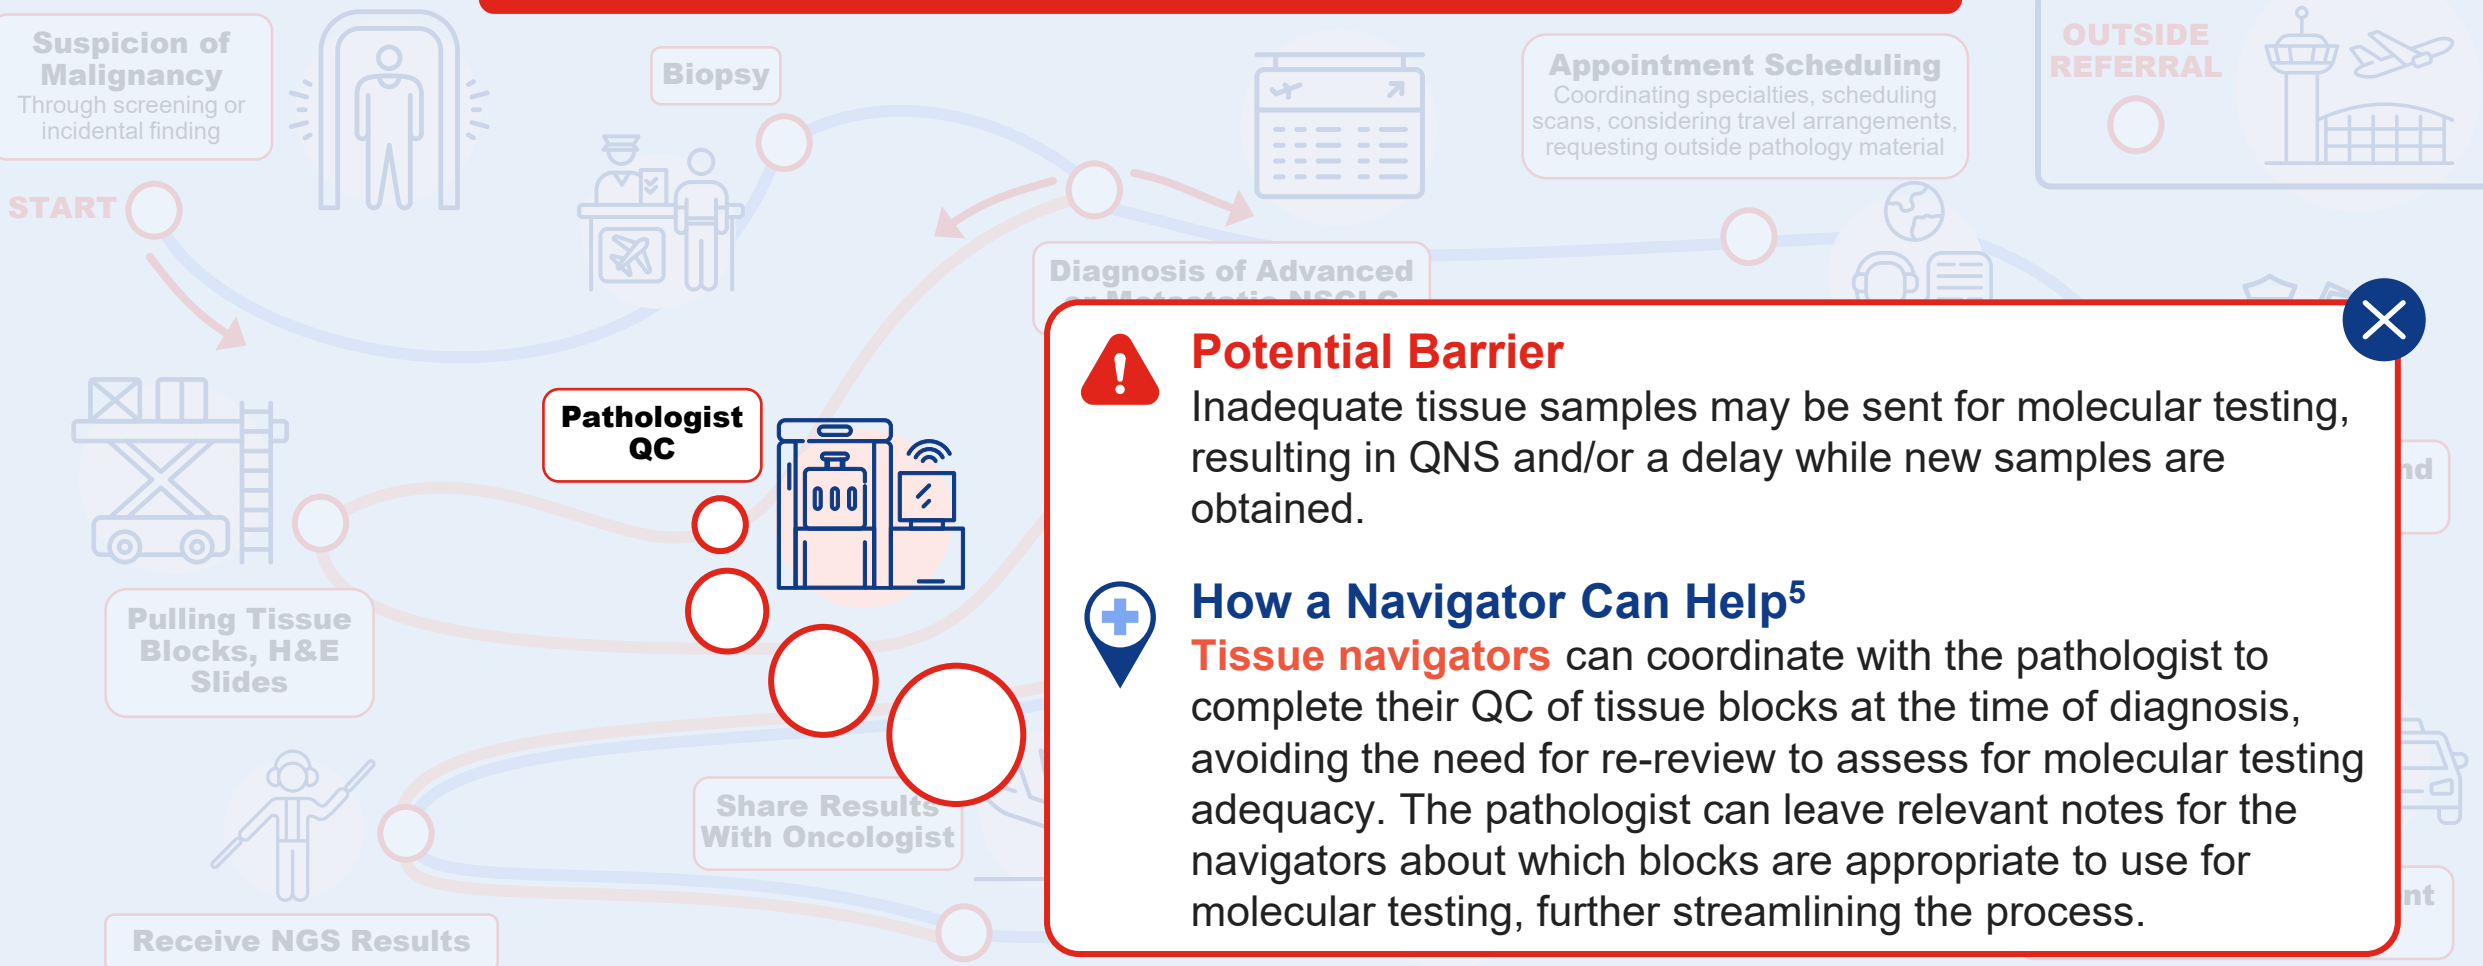 Suspicion of
Malignancy
Through screening or
incidental finding
START
Biopsy
Appointment Scheduling
Coordinating specialties, scheduling
scans, considering travel arrangements,
requesting outside pathology material
OUTSIDE
REFERRAL
Diagnosis of Advanced
or Metastatic NSCLC
Pathologist
QC
Potential Barrier
Inadequate tissue samples may be sent for molecular testing,
resulting in QNS and/or a delay while new samples are
obtained.
How a Navigator Can Help⁵
Tissue navigators can coordinate with the pathologist to
complete their QC of tissue blocks at the time of diagnosis,
avoiding the need for re-review to assess for molecular testing
adequacy. The pathologist can leave relevant notes for the
navigators about which blocks are appropriate to use for
molecular testing, further streamlining the process.
Pulling Tissue
Blocks, H&E
Slides
Share Results
With Oncologist
Receive NGS Results